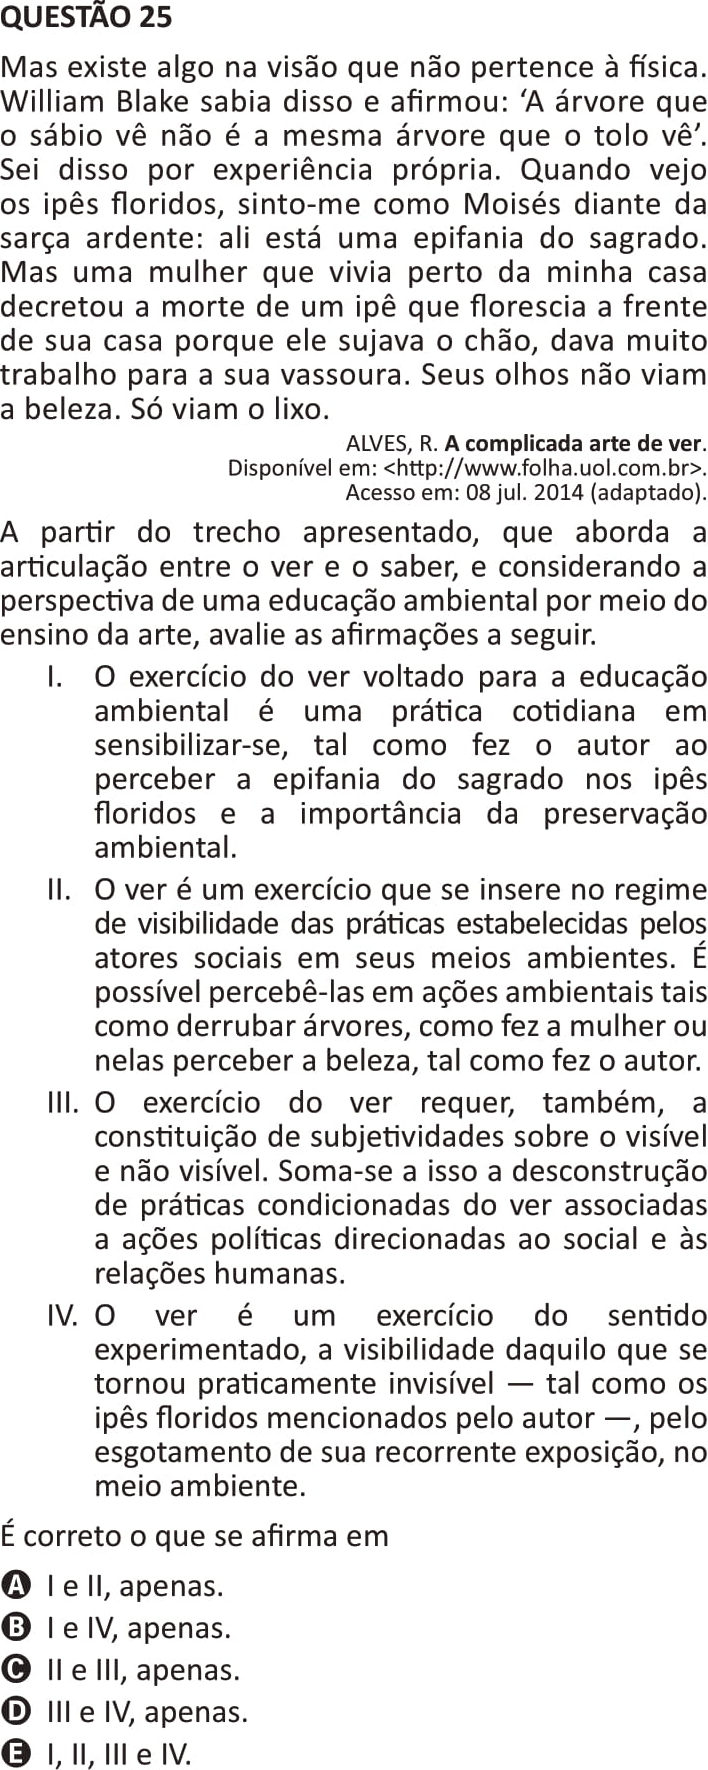 QUESTÃO 25
Mas existe algo na visão que não pertence à física.
William Blake sabia disso e afirmou: ‘A árvore que
o sábio vê não é a mesma árvore que o tolo vê’.
Sei disso por experiência própria. Quando vejo
os ipês floridos, sinto-me como Moisés diante da
sarça ardente: ali está uma epifania do sagrado.
Mas uma mulher que vivia perto da minha casa
decretou a morte de um ipê que florescia a frente
de sua casa porque ele sujava o chão, dava muito
trabalho para a sua vassoura. Seus olhos não viam
a beleza. Só viam o lixo.
ALVES, R. A complicada arte de ver.
Disponível em: <http://www.folha.uol.com.br>.
Acesso em: 08 jul. 2014 (adaptado).
A partir do trecho apresentado, que aborda a
articulação entre o ver e o saber, e considerando a
perspectiva de uma educação ambiental por meio do
ensino da arte, avalie as afirmações a seguir.
I. O exercício do ver voltado para a educação
ambiental é uma prática cotidiana em
sensibilizar-se, tal como fez o autor ao
perceber a epifania do sagrado nos ipês
floridos e a importância da preservação
ambiental.
II. O ver é um exercício que se insere no regime
de visibilidade das práticas estabelecidas pelos
atores sociais em seus meios ambientes. É
possível percebê-las em ações ambientais tais
como derrubar árvores, como fez a mulher ou
nelas perceber a beleza, tal como fez o autor.
III. O exercício do ver requer, também, a
constituição de subjetividades sobre o visível
e não visível. Soma-se a isso a desconstrução
de práticas condicionadas do ver associadas
a ações políticas direcionadas ao social e às
relações humanas.
IV. O ver é um exercício do sentido
experimentado, a visibilidade daquilo que se
tornou praticamente invisível — tal como os
ipês floridos mencionados pelo autor —, pelo
esgotamento de sua recorrente exposição, no
meio ambiente.
É correto o que se afirma em
A I e II, apenas.
B I e IV, apenas.
C II e III, apenas.
D III e IV, apenas.
E I, II, III e IV.